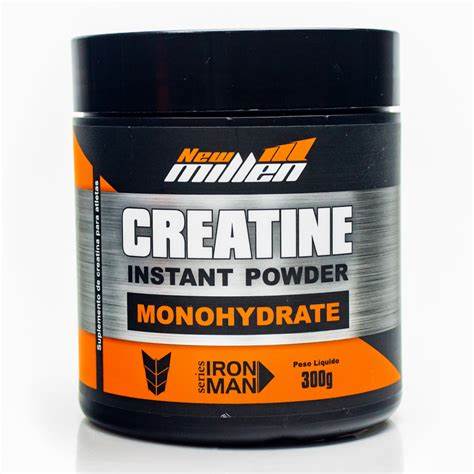 New
millen
CREATINE
INSTANT POWDER
MONOHYDRATE
Suplemento de creatina para atletas
series
IRON
MAN
Peso Líquido
300g